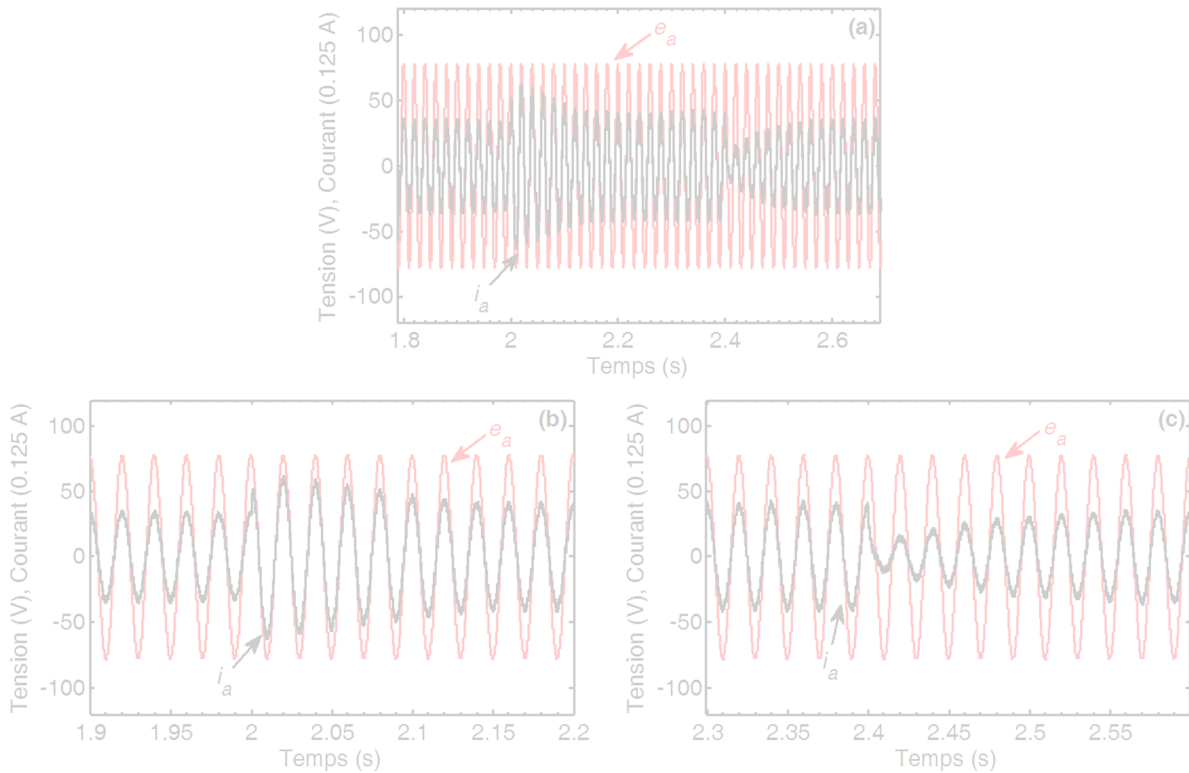 (a)
e_a
Tension (V), Courant (0.125 A)
100
50
0
-50
-100
i_a
1.8 2 2.2 2.4 2.6
Temps (s)
(b)
e_a
Tension (V), Courant (0.125 A)
100
50
0
-50
-100
i_a
1.9 1.95 2 2.05 2.1 2.15 2.2
Temps (s)
(c)
e_a
Tension (V), Courant (0.125 A)
100
50
0
-50
-100
i_a
2.3 2.35 2.4 2.45 2.5 2.55
Temps (s)